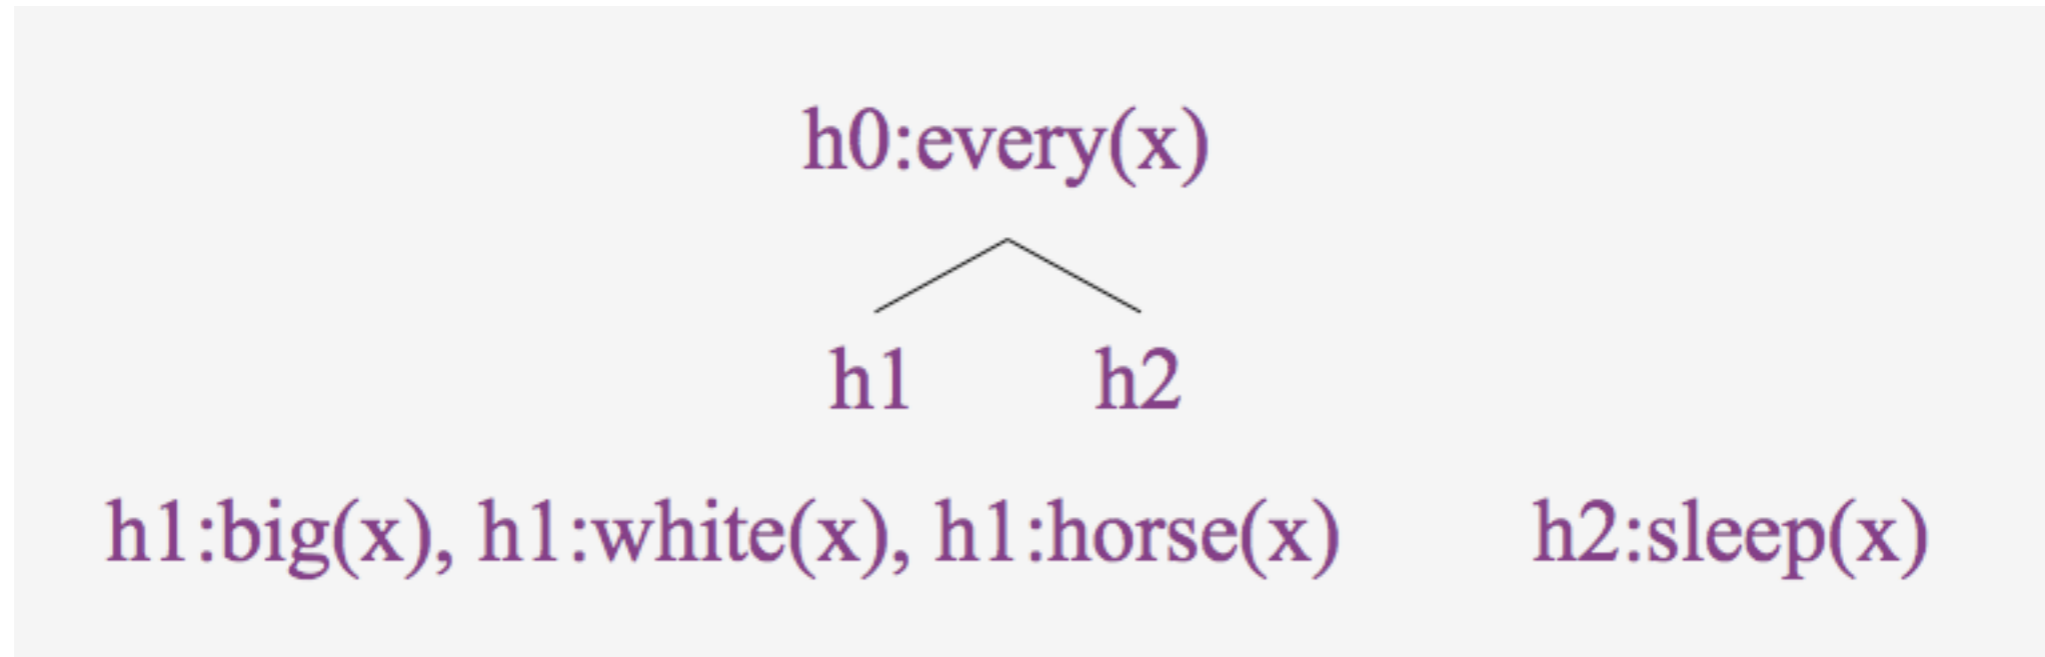 h0:every(x)
h1 h2
h1:big(x), h1:white(x), h1:horse(x) h2:sleep(x)